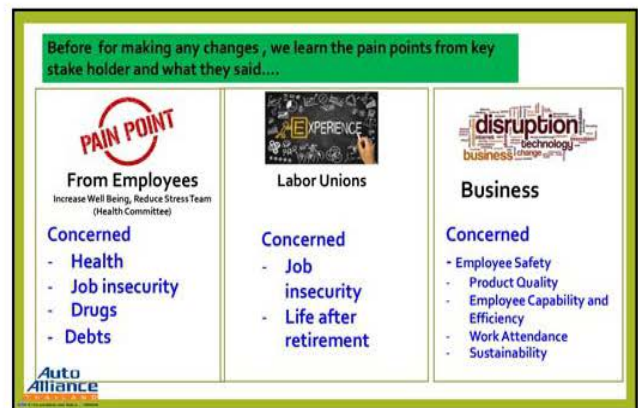 Before for making any changes , we learn the pain points from key
stake holder and what they said....
PAIN POINT
From Employees
Increase Well Being, Reduce Stress Team
(Health Committee)
Concerned
- Health
- Job insecurity
- Drugs
- Debts
EXPERIENCE
Labor Unions
Concerned
- Job
insecurity
- Life after
retirement
disruption
technology
business change
Business
Concerned
- Employee Safety
- Product Quality
- Employee Capability and
Efficiency
- Work Attendance
- Sustainability
Auto
Alliance
THAILAND